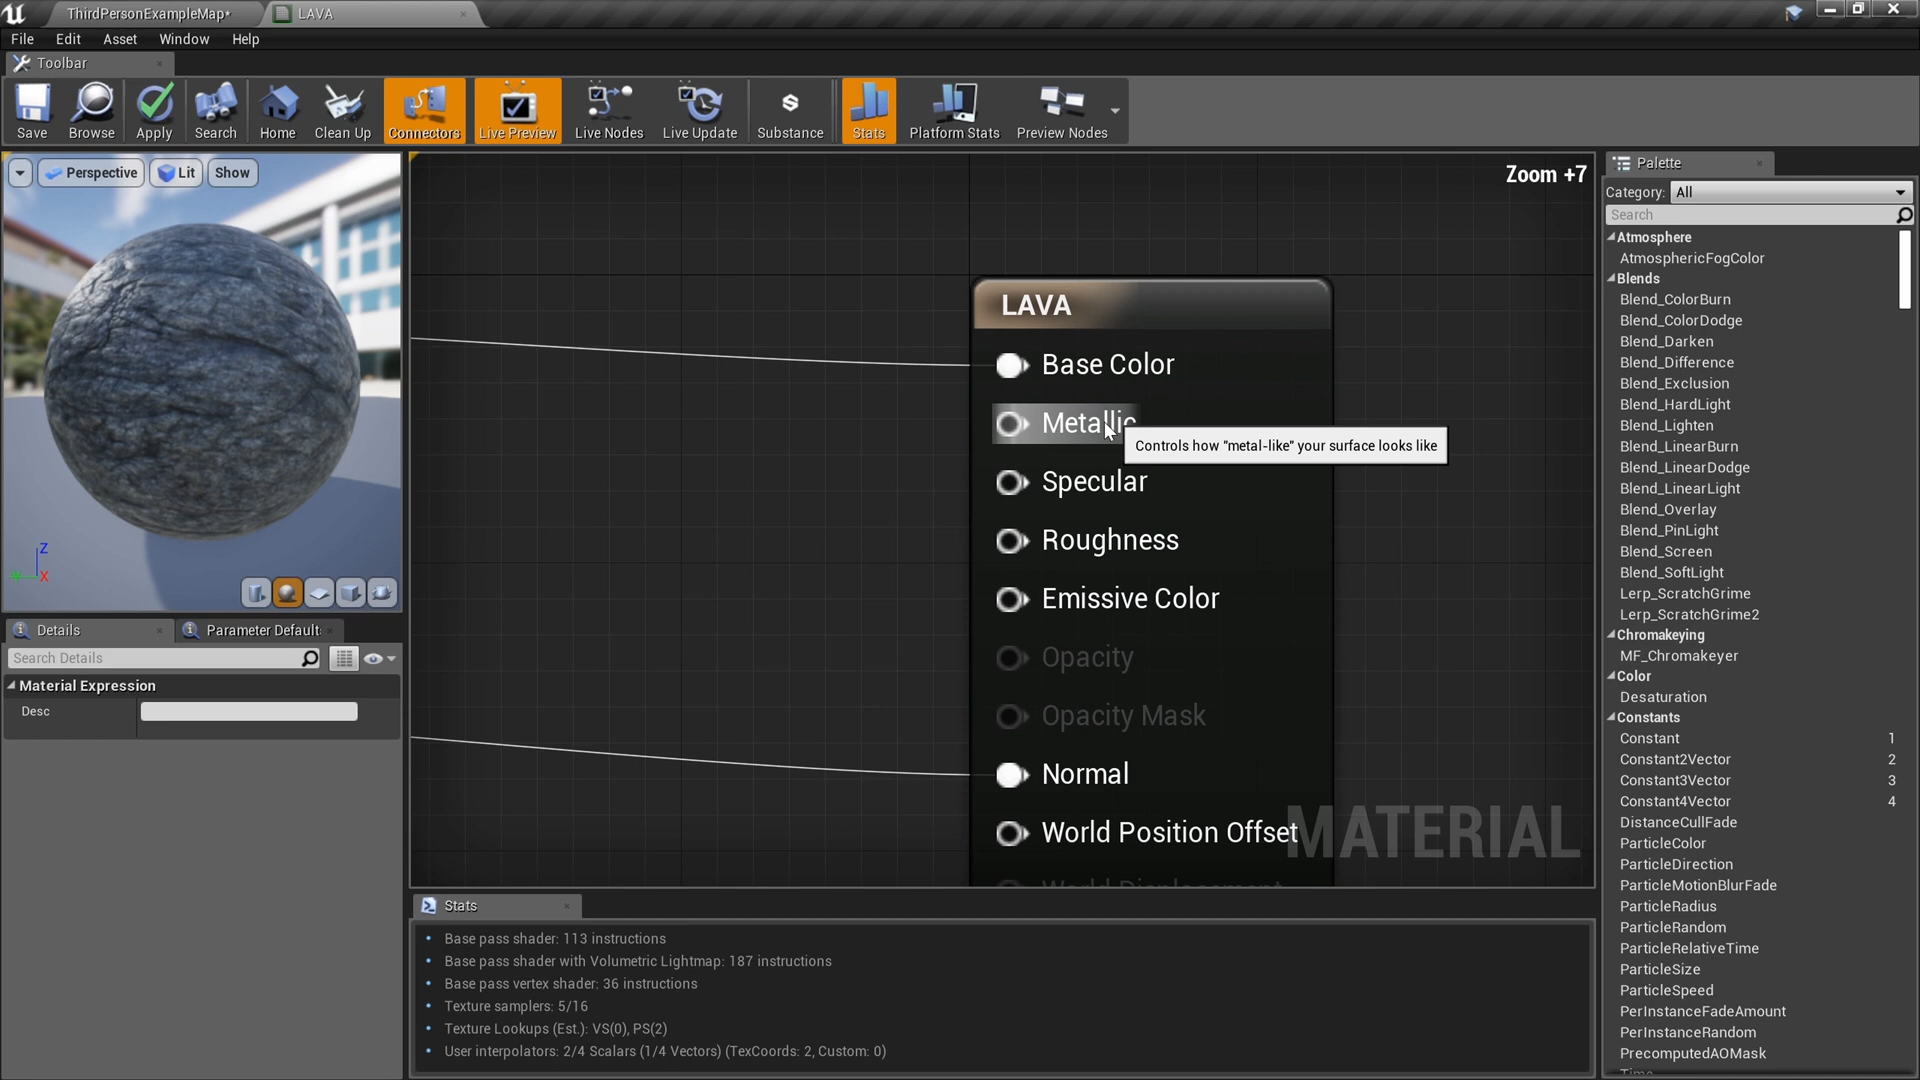 ThirdPersonExampleMap*
LAVA
File Edit Asset Window Help
Toolbar
Save Browse Apply Search Home Clean Up Connectors Live Preview Live Nodes Live Update Substance Stats Platform Stats Preview Nodes
Perspective Lit Show
Z
Y X
Details
Parameter Default
Search Details
Material Expression
Desc
Zoom +7
LAVA
Base Color
Metallic
Controls how "metal-like" your surface looks like
Specular
Roughness
Emissive Color
Opacity
Opacity Mask
Normal
World Position Offset
World Displacement
MATERIAL
Stats
Base pass shader: 113 instructions
Base pass shader with Volumetric Lightmap: 187 instructions
Base pass vertex shader: 36 instructions
Texture samplers: 5/16
Texture Lookups (Est.): VS(0), PS(2)
User interpolators: 2/4 Scalars (1/4 Vectors) (TexCoords: 2, Custom: 0)
Palette
Category: All
Search
Atmosphere
AtmosphericFogColor
Blends
Blend_ColorBurn
Blend_ColorDodge
Blend_Darken
Blend_Difference
Blend_Exclusion
Blend_HardLight
Blend_Lighten
Blend_LinearBurn
Blend_LinearDodge
Blend_LinearLight
Blend_Overlay
Blend_PinLight
Blend_Screen
Blend_SoftLight
Lerp_ScratchGrime
Lerp_ScratchGrime2
Chromakeying
MF_Chromakeyer
Color
Desaturation
Constants
Constant 1
Constant2Vector 2
Constant3Vector 3
Constant4Vector 4
DistanceCullFade
ParticleColor
ParticleDirection
ParticleMotionBlurFade
ParticleRadius
ParticleRandom
ParticleRelativeTime
ParticleSize
ParticleSpeed
PerInstanceFadeAmount
PerInstanceRandom
PrecomputedAOMask
Time